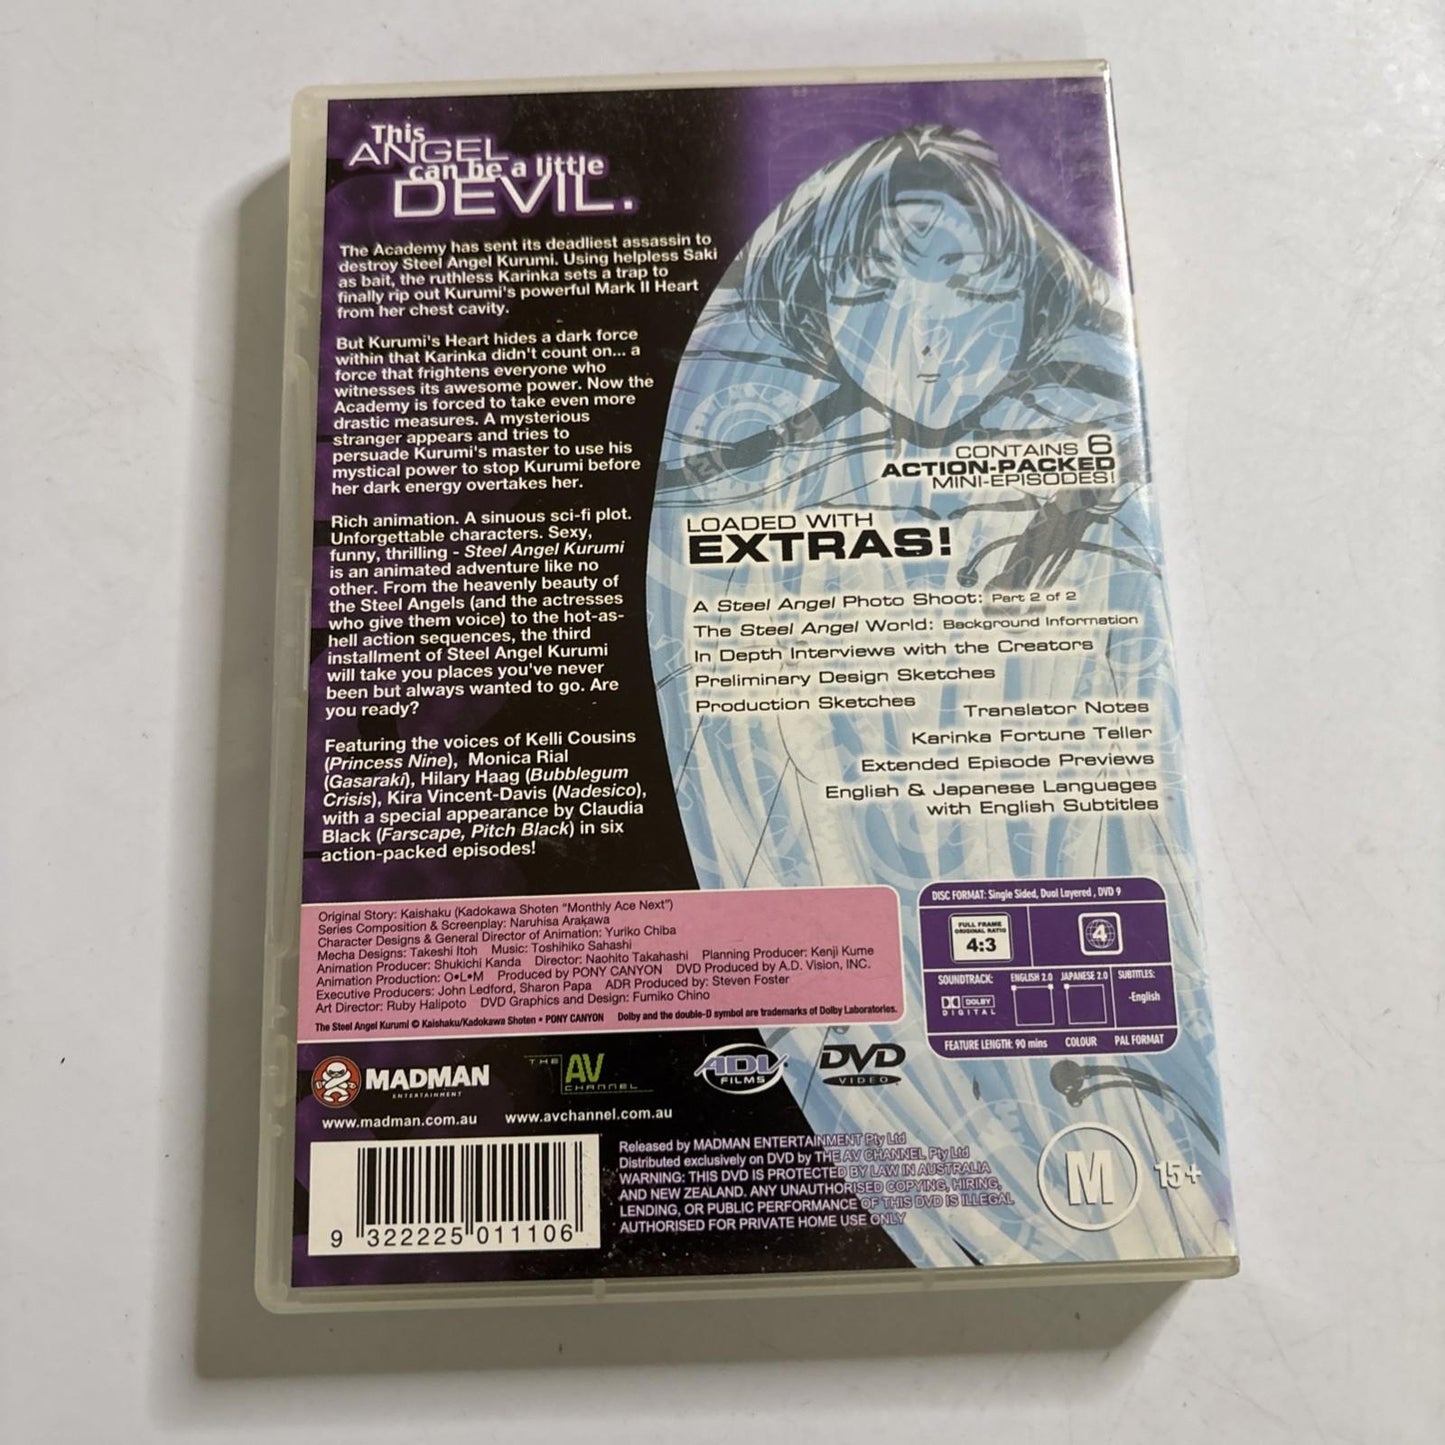 This
ANGEL
can be a little
DEVIL.
The Academy has sent its deadliest assassin to
destroy Steel Angel Kurumi. Using helpless Saki
as bait, the ruthless Karinka sets a trap to
finally rip out Kurumi's powerful Mark II Heart
from her chest cavity.
But Kurumi's Heart hides a dark force
within that Karinka didn't count on... a
force that frightens everyone who
witnesses its awesome power. Now the
Academy is forced to take even more
drastic measures. A mysterious
stranger appears and tries to
persuade Kurumi's master to use his
mystical power to stop Kurumi before
her dark energy overtakes her.
Rich animation. A sinuous sci-fi plot.
Unforgettable characters. Sexy,
funny, thrilling - Steel Angel Kurumi
is an animated adventure like no
other. From the heavenly beauty of
the Steel Angels (and the actresses
who give them voice) to the hot-as-
hell action sequences, the third
installment of Steel Angel Kurumi
will take you places you've never
been but always wanted to go. Are
you ready?
Featuring the voices of Kelli Cousins
(Princess Nine), Monica Rial
(Gasaraki), Hilary Haag (Bubblegum
Crisis), Kira Vincent-Davis (Nadesico),
with a special appearance by Claudia
Black (Farscape, Pitch Black) in six
action-packed episodes!
CONTAINS 6
ACTION-PACKED
MINI-EPISODES!
LOADED WITH
EXTRAS!
A Steel Angel Photo Shoot: Part 2 of 2
The Steel Angel World: Background Information
In Depth Interviews with the Creators
Preliminary Design Sketches
Production Sketches
Translator Notes
Karinka Fortune Teller
Extended Episode Previews
English & Japanese Languages
with English Subtitles
Original Story: Kaishaku (Kadokawa Shoten "Monthly Ace Next")
Series Composition & Screenplay: Naruhisa Arakawa
Character Designs & General Director of Animation: Yuriko Chiba
Mecha Designs: Takeshi Itoh Music: Toshihiko Sahashi
Animation Producer: Shukichi Kanda Director: Naohito Takahashi Planning Producer: Kenji Kume
Animation Production: O•L•M Produced by PONY CANYON DVD Produced by A.D. Vision, INC.
Executive Producers: John Ledford, Sharon Papa ADR Produced by: Steven Foster
Art Director: Ruby Halipoto DVD Graphics and Design: Fumiko Chino
The Steel Angel Kurumi © Kaishaku/Kadokawa Shoten • PONY CANYON Dolby and the double-D symbol are trademarks of Dolby Laboratories.
DISC FORMAT: Single Sided, Dual Layered , DVD 9
FULL FRAME
ORIGINAL RATIO
4:3
4
SOUNDTRACK: ENGLISH 2.0 JAPANESE 2.0 SUBTITLES:
DOLBY
DIGITAL
-English
FEATURE LENGTH: 90 mins COLOUR PAL FORMAT
MADMAN
ENTERTAINMENT
THE
AV
CHANNEL
ADV
FILMS
DVD
VIDEO
www.madman.com.au www.avchannel.com.au
Released by MADMAN ENTERTAINMENT Pty Ltd
Distributed exclusively on DVD by THE AV CHANNEL Pty Ltd
WARNING: THIS DVD IS PROTECTED BY LAW IN AUSTRALIA
AND NEW ZEALAND. ANY UNAUTHORISED COPYING, HIRING,
LENDING, OR PUBLIC PERFORMANCE OF THIS DVD IS ILLEGAL
AUTHORISED FOR PRIVATE HOME USE ONLY
M 15+
9 322225 011106